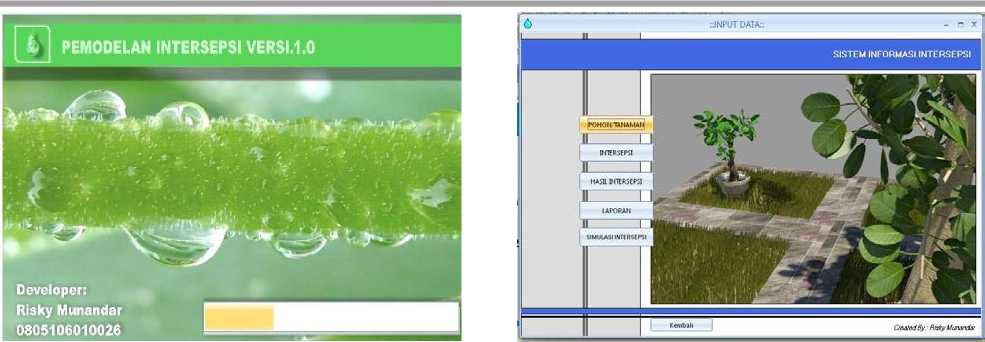 PEMODELAN INTERSEPSI VERSI.1.0
Developer:
Risky Munandar
0805106010026
::INPUT DATA::
SISTEM INFORMASI INTERSEPSI
POHON/TANAMAN
INTERSEPSI
HASIL INTERSEPSI
LAPORAN
SIMULASI INTERSEPSI
Kembali
Created By : Risky Munandar